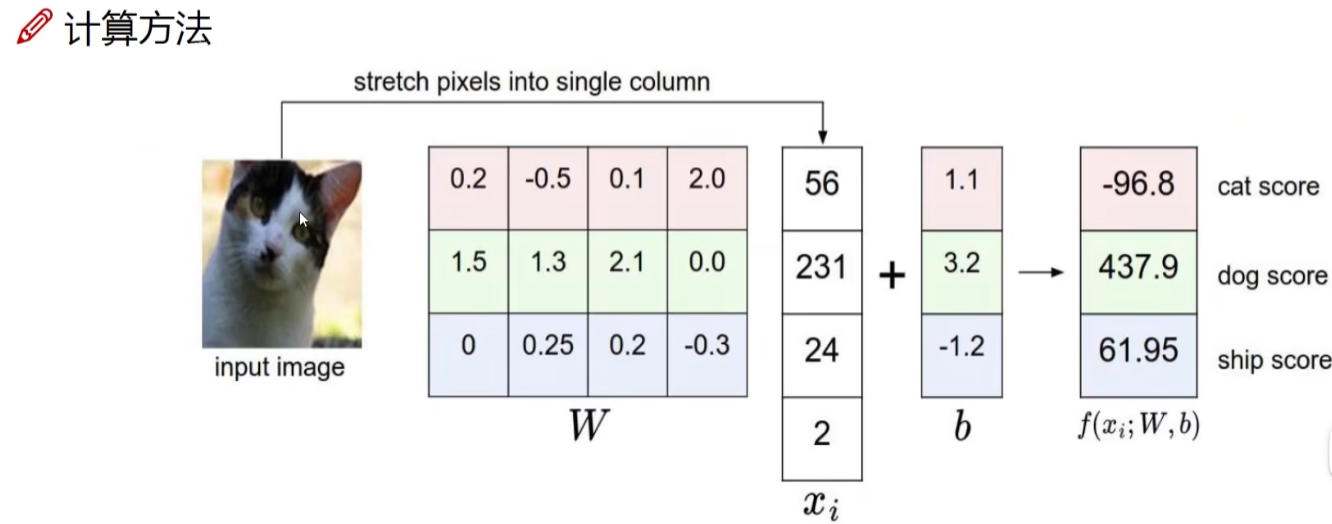 计算方法
stretch pixels into single column
0.2 -0.5 0.1 2.0
1.5 1.3 2.1 0.0
0 0.25 0.2 -0.3
W
56
231
24
2
x_i
+
1.1
3.2
-1.2
b
-96.8 cat score
437.9 dog score
61.95 ship score
f(x_i; W, b)
input image